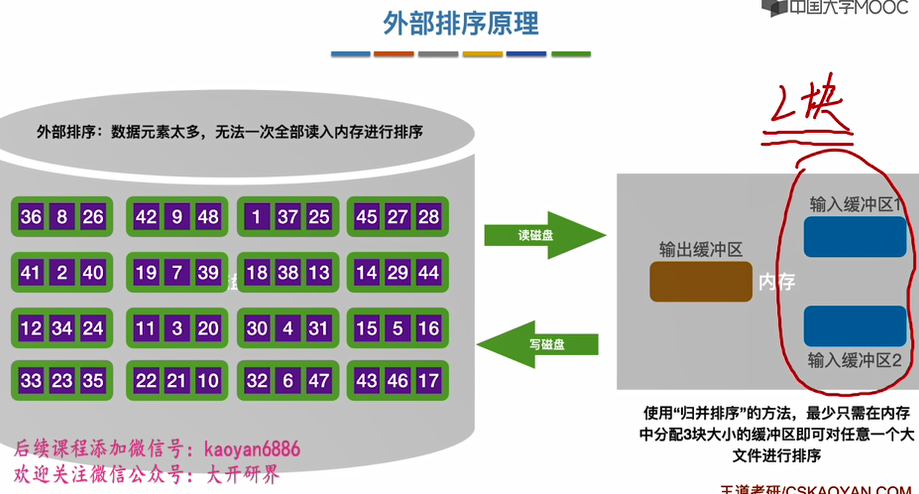 中国大学MOOC
外部排序原理
2块
外部排序：数据元素太多，无法一次全部读入内存进行排序
36 8 26 42 9 48 1 37 25 45 27 28
41 2 40 19 7 39 18 38 13 14 29 44
12 34 24 11 3 20 30 4 31 15 5 16
33 23 35 22 21 10 32 6 47 43 46 17
读磁盘
写磁盘
输出缓冲区
内存
输入缓冲区1
输入缓冲区2
使用“归并排序”的方法，最少只需在内存
中分配3块大小的缓冲区即可对任意一个大
文件进行排序
后续课程添加微信号：kaoyan6886
欢迎关注微信公众号：大开研界
王道考研/CSKAOYAN.COM